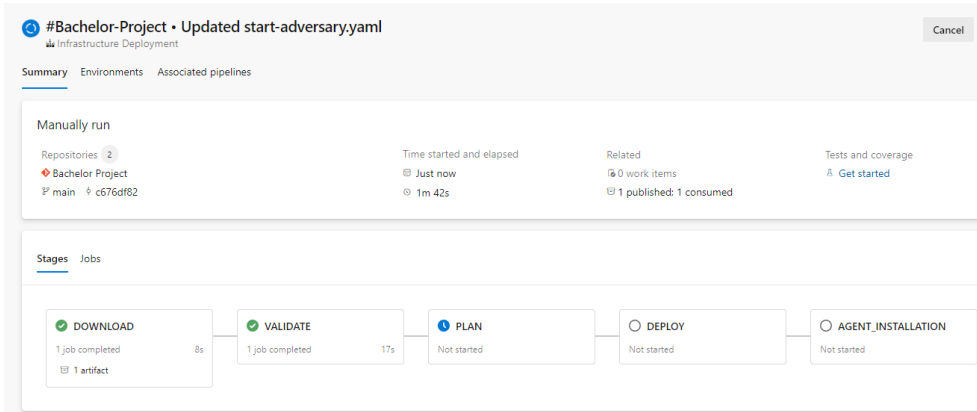 #Bachelor-Project • Updated start-adversary.yaml
Infrastructure Deployment
Cancel
Summary Environments Associated pipelines
Manually run
Repositories 2
Time started and elapsed
Related
Tests and coverage
Bachelor Project
Just now
0 work items
Get started
main c676df82
1m 42s
1 published; 1 consumed
Stages Jobs
DOWNLOAD
1 job completed 8s
1 artifact
VALIDATE
1 job completed 17s
PLAN
Not started
DEPLOY
Not started
AGENT_INSTALLATION
Not started